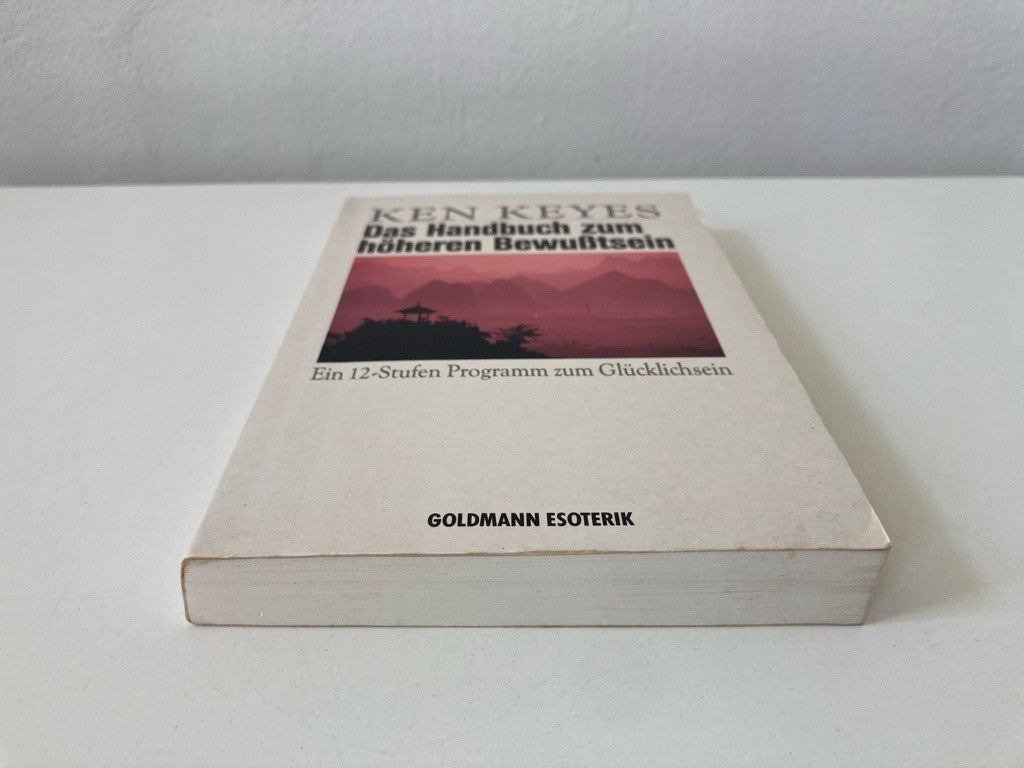 KEN KEYES
Das Handbuch zum
höheren Bewußtsein
Ein 12-Stufen Programm zum Glücklichsein
GOLDMANN ESOTERIK